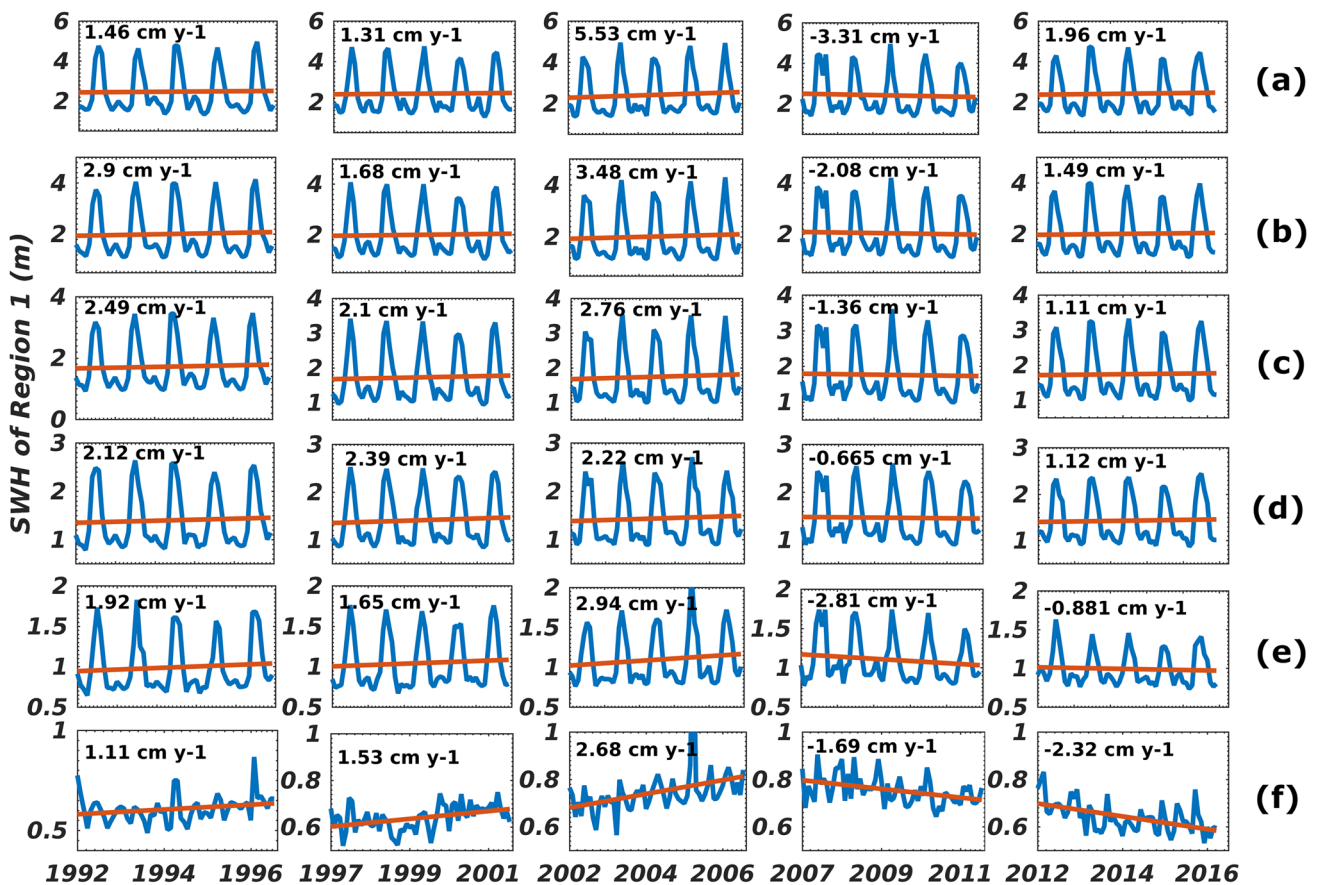 SWH of Region 1 (m)
6
4
2
1.46 cm y-1
6
4
2
1.31 cm y-1
6
4
2
5.53 cm y-1
6
4
2
-3.31 cm y-1
6
4
2
1.96 cm y-1
(a)
4
2
2.9 cm y-1
4
2
1.68 cm y-1
4
2
3.48 cm y-1
4
2
-2.08 cm y-1
4
2
1.49 cm y-1
(b)
4
2
0
2.49 cm y-1
4
3
2
1
2.1 cm y-1
4
3
2
1
2.76 cm y-1
4
3
2
1
-1.36 cm y-1
4
3
2
1
1.11 cm y-1
(c)
3
2
1
2.12 cm y-1
3
2
1
2.39 cm y-1
3
2
1
2.22 cm y-1
3
2
1
-0.665 cm y-1
3
2
1
1.12 cm y-1
(d)
2
1.5
1
0.5
1.92 cm y-1
2
1.5
1
0.5
1.65 cm y-1
2
1.5
1
0.5
2.94 cm y-1
2
1.5
1
0.5
-2.81 cm y-1
2
1.5
1
0.5
-0.881 cm y-1
(e)
1
0.5
1.11 cm y-1
1
0.8
0.6
1.53 cm y-1
1
0.8
0.6
2.68 cm y-1
1
0.8
0.6
-1.69 cm y-1
1
0.8
0.6
-2.32 cm y-1
(f)
1992 1994 1996
1997 1999 2001
2002 2004 2006
2007 2009 2011
2012 2014 2016